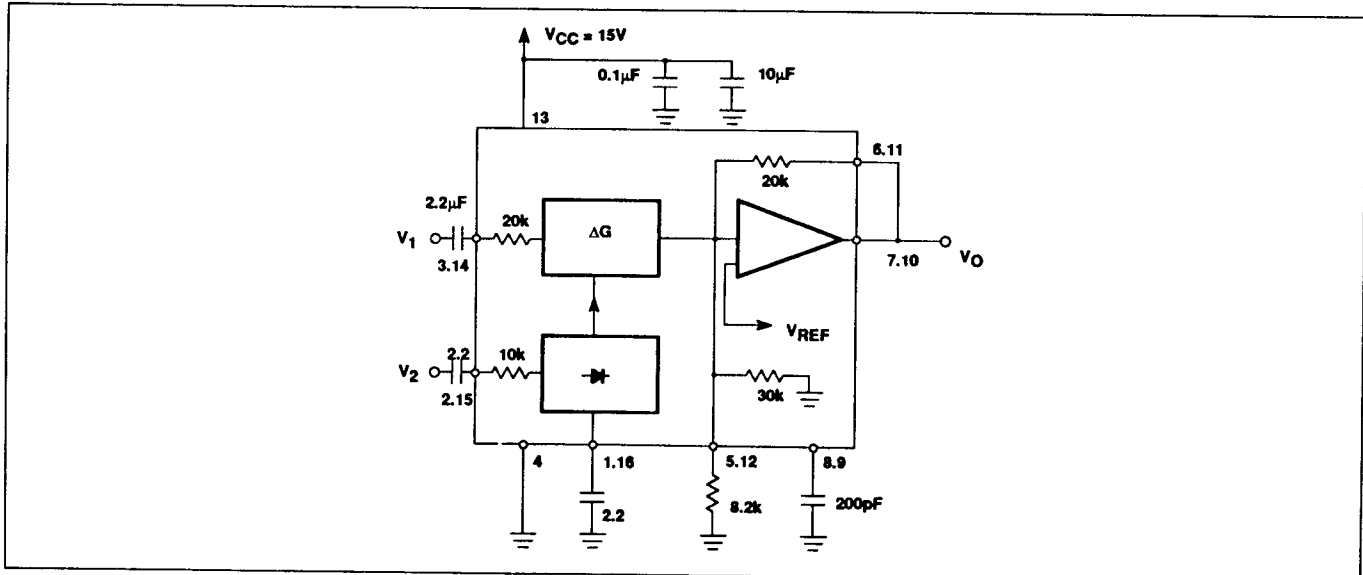 VCC = 15V
0.1µF
10µF
13
6.11
20k
2.2µF
20k
ΔG
V1
3.14
7.10
VO
VREF
2.2
10k
V2
2.15
30k
4
1.16
5.12
8.9
2.2
8.2k
200pF